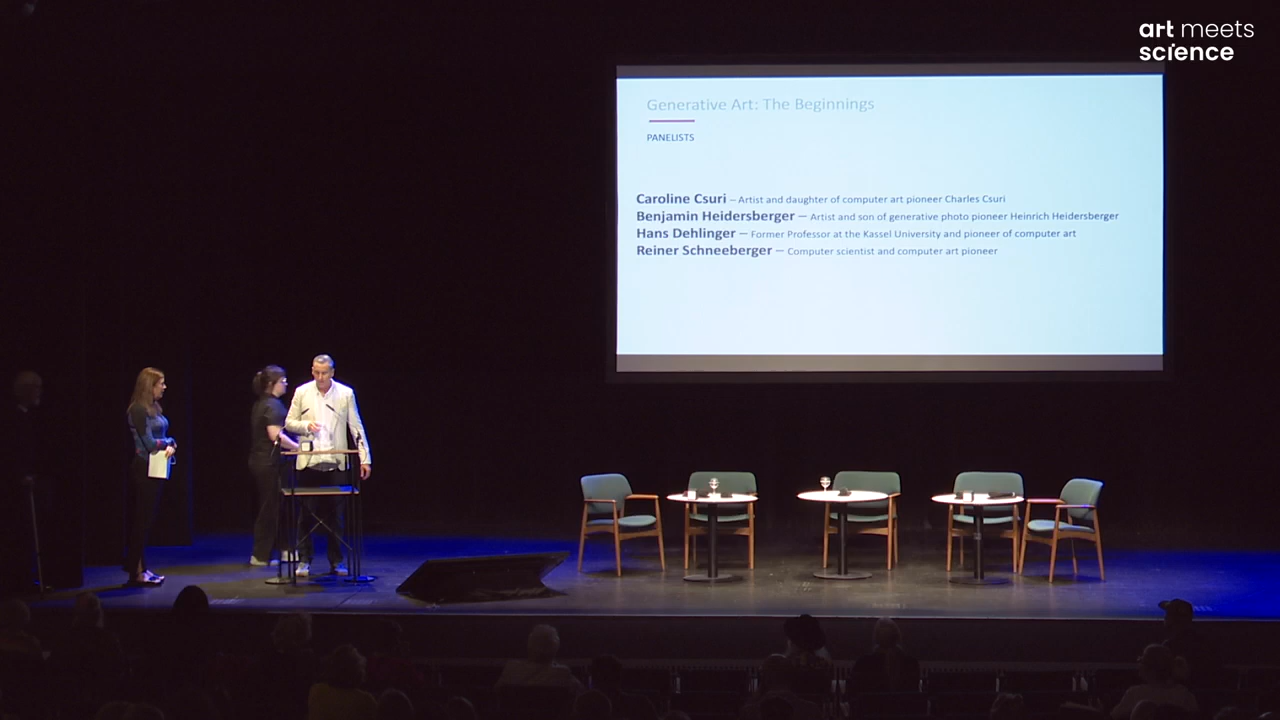 art meets
science
Generative Art: The Beginnings
PANELISTS
Caroline Csuri – Artist and daughter of computer art pioneer Charles Csuri
Benjamin Heidersberger – Artist and son of generative photo pioneer Heinrich Heidersberger
Hans Dehlinger – Former Professor at the Kassel University and pioneer of computer art
Reiner Schneeberger – Computer scientist and computer art pioneer